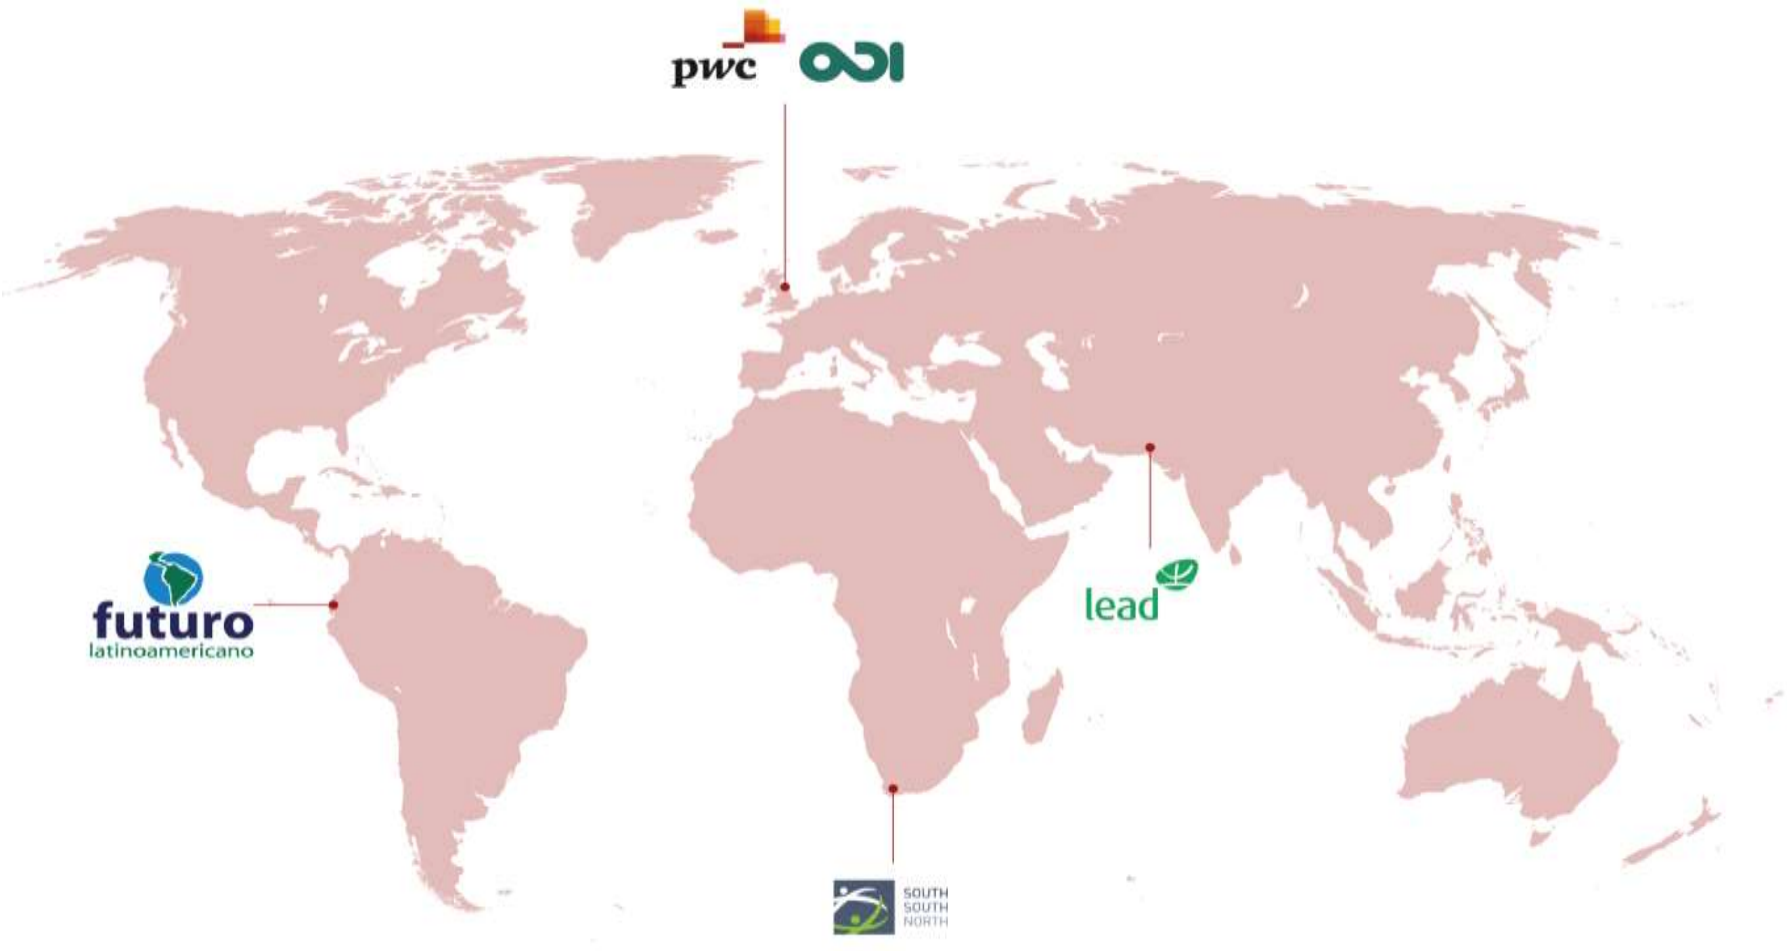 pwc
ODI
futuro
latinoamericano
lead
SOUTH
SOUTH
NORTH